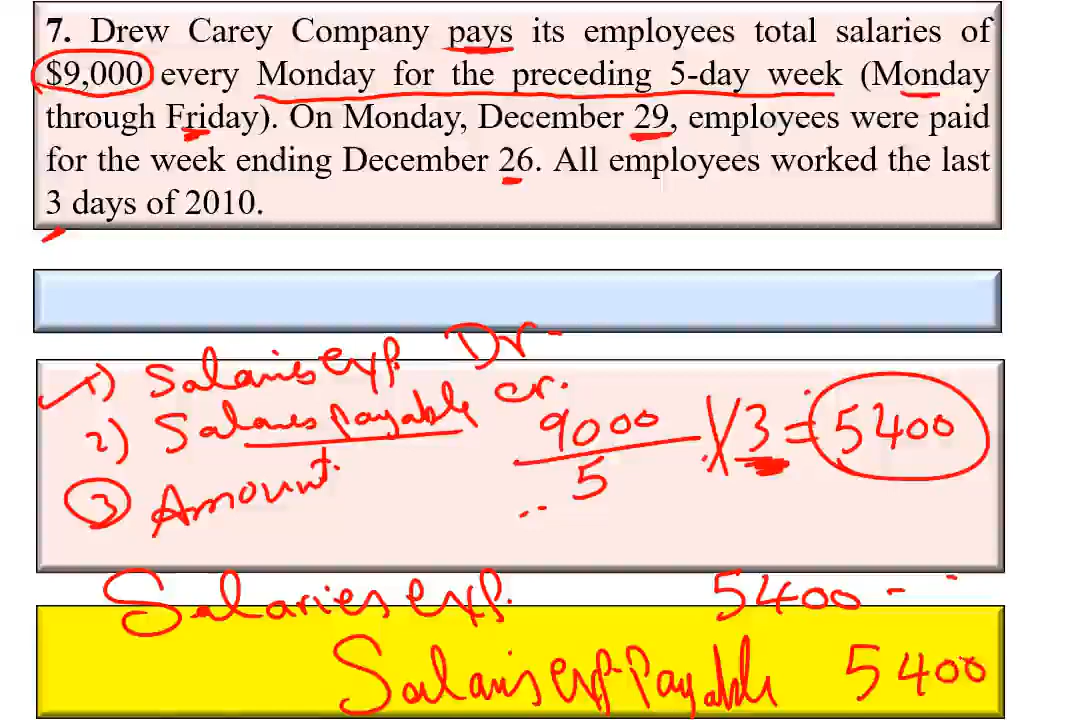 7. Drew Carey Company pays its employees total salaries of
$9,000 every Monday for the preceding 5-day week (Monday
through Friday). On Monday, December 29, employees were paid
for the week ending December 26. All employees worked the last
3 days of 2010.
1) Salaries exp. Dr-
2) Salaries payable cr.
9000
5
X 3 = 5400
3 Amount.
Salaries exp. 5400 -
Salaries exp Payable 5400